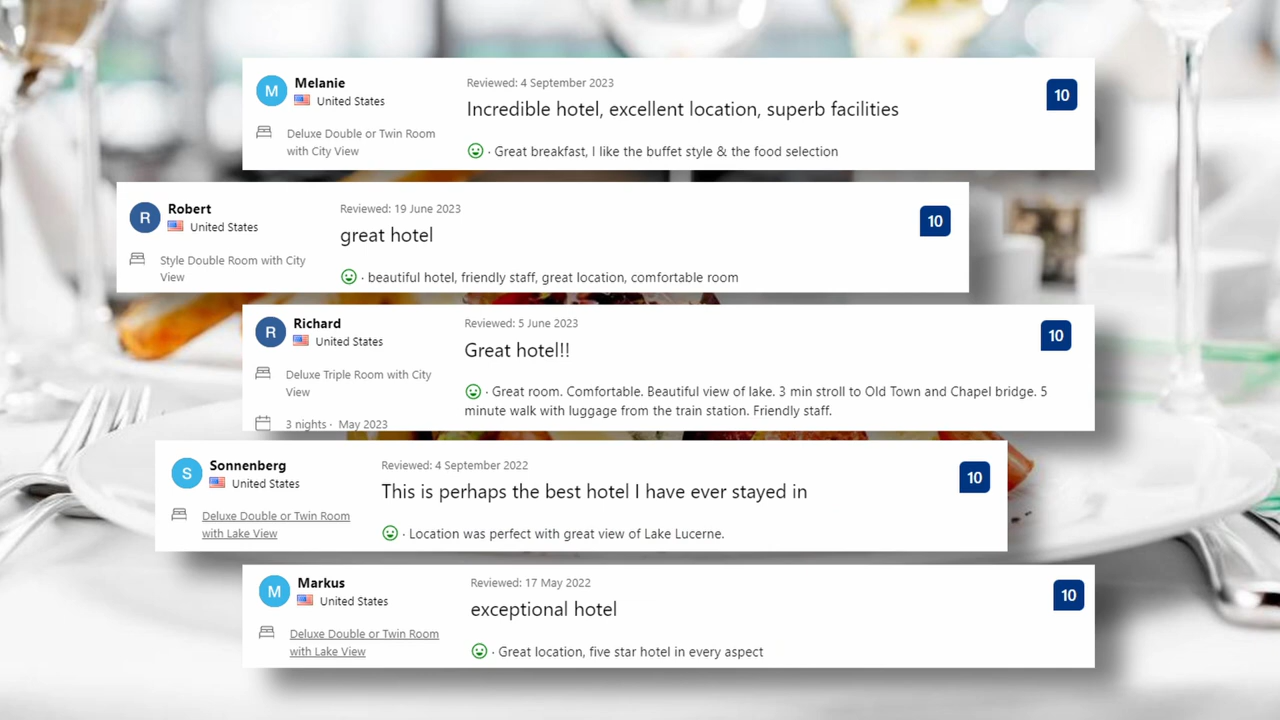 M
Melanie
United States
Deluxe Double or Twin Room
with City View
Reviewed: 4 September 2023
Incredible hotel, excellent location, superb facilities
· Great breakfast, I like the buffet style & the food selection
10
R
Robert
United States
Style Double Room with City
View
Reviewed: 19 June 2023
great hotel
· beautiful hotel, friendly staff, great location, comfortable room
10
R
Richard
United States
Deluxe Triple Room with City
View
3 nights · May 2023
Reviewed: 5 June 2023
Great hotel!!
· Great room. Comfortable. Beautiful view of lake. 3 min stroll to Old Town and Chapel bridge. 5
minute walk with luggage from the train station. Friendly staff.
10
S
Sonnenberg
United States
Deluxe Double or Twin Room
with Lake View
Reviewed: 4 September 2022
This is perhaps the best hotel I have ever stayed in
· Location was perfect with great view of Lake Lucerne.
10
M
Markus
United States
Deluxe Double or Twin Room
with Lake View
Reviewed: 17 May 2022
exceptional hotel
· Great location, five star hotel in every aspect
10